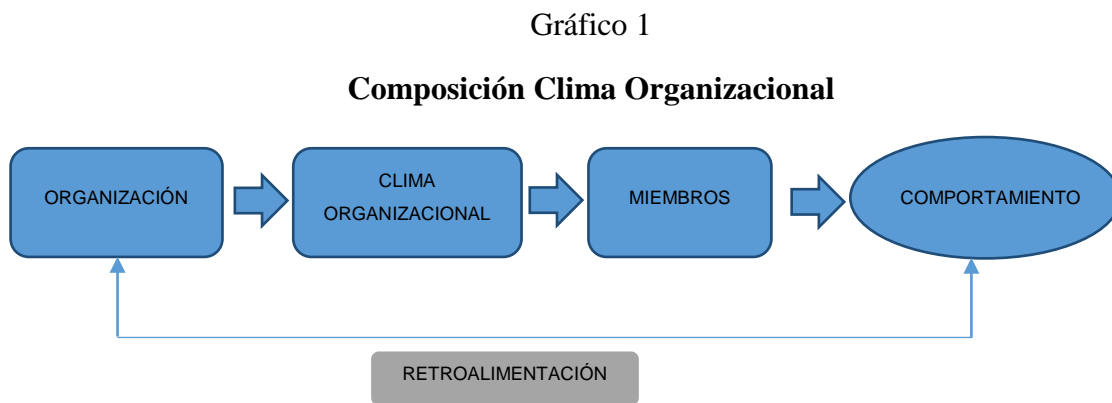 Gráfico 1
Composición Clima Organizacional
ORGANIZACIÓN
CLIMA
ORGANIZACIONAL
MIEMBROS
COMPORTAMIENTO
RETROALIMENTACIÓN